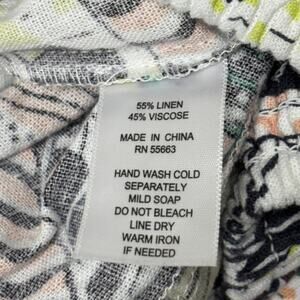 55% LINEN
45% VISCOSE
MADE IN CHINA
RN 55663
HAND WASH COLD
SEPARATELY
MILD SOAP
DO NOT BLEACH
LINE DRY
WARM IRON
IF NEEDED